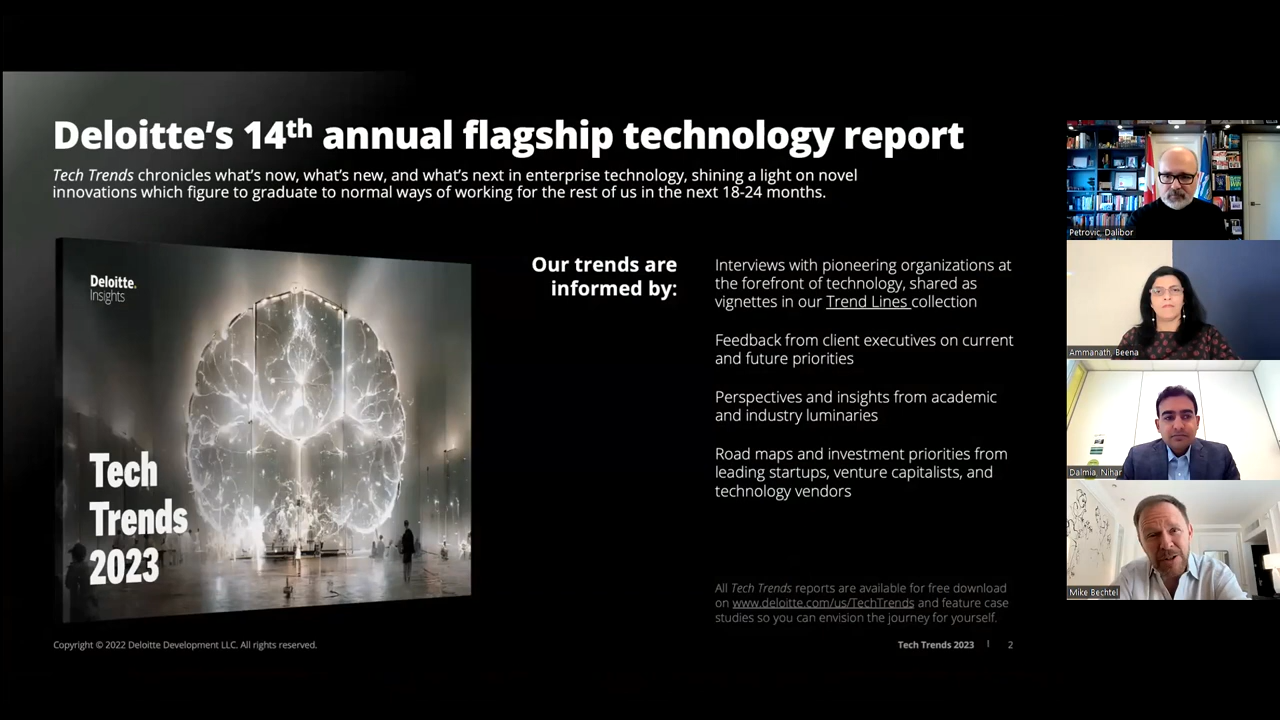 Deloitte's 14th annual flagship technology report
Tech Trends chronicles what's now, what's new, and what's next in enterprise technology, shining a light on novel
innovations which figure to graduate to normal ways of working for the rest of us in the next 18-24 months.
Deloitte.
Insights
Tech
Trends
2023
Our trends are
informed by:
Interviews with pioneering organizations at
the forefront of technology, shared as
vignettes in our Trend Lines collection
Feedback from client executives on current
and future priorities
Perspectives and insights from academic
and industry luminaries
Road maps and investment priorities from
leading startups, venture capitalists, and
technology vendors
All Tech Trends reports are available for free download
on www.deloitte.com/us/TechTrends and feature case
studies so you can envision the journey for yourself.
Copyright © 2022 Deloitte Development LLC. All rights reserved.
Tech Trends 2023 | 2
Petrovic, Dalibor
Ammanath, Beena
Dalmia, Nihar
Mike Bechtel